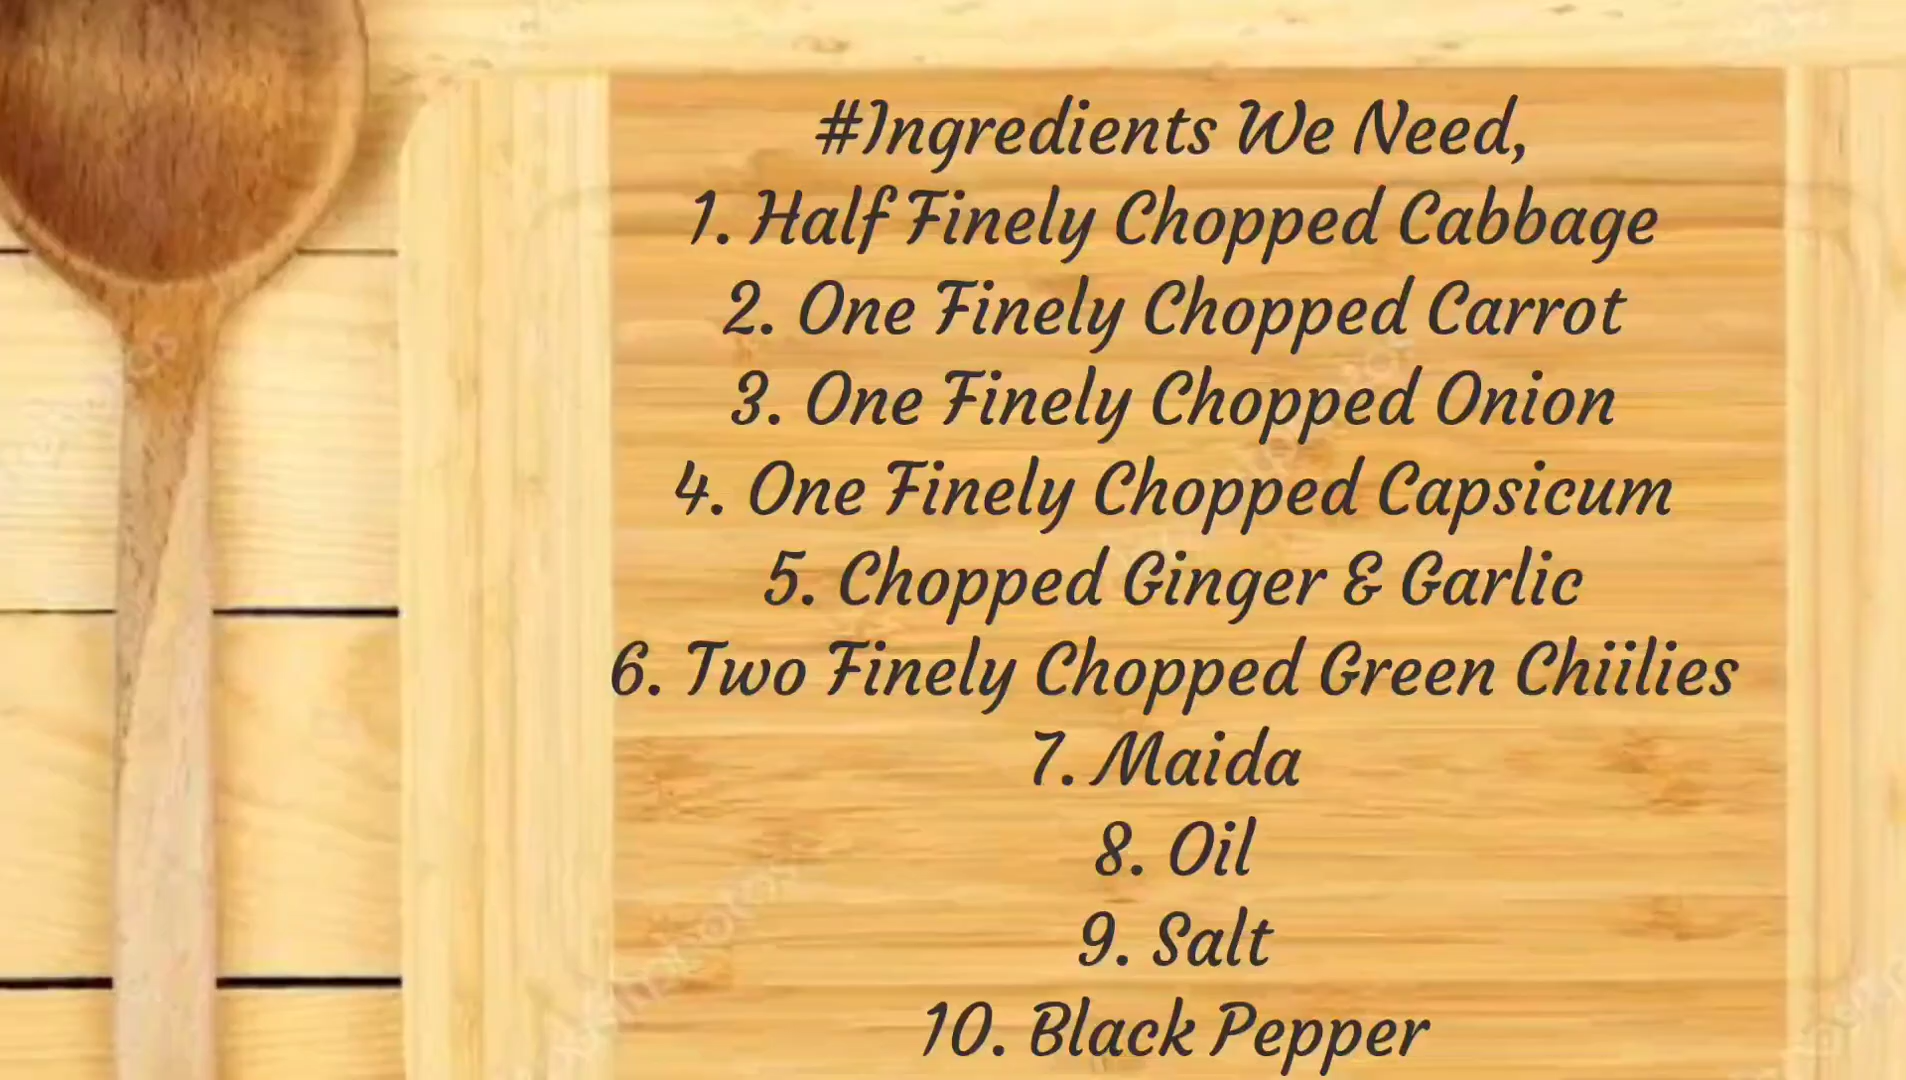 #Ingredients We Need,
1. Half Finely Chopped Cabbage
2. One Finely Chopped Carrot
3. One Finely Chopped Onion
4. One Finely Chopped Capsicum
5. Chopped Ginger & Garlic
6. Two Finely Chopped Green Chiilies
7. Maida
8. Oil
9. Salt
10. Black Pepper